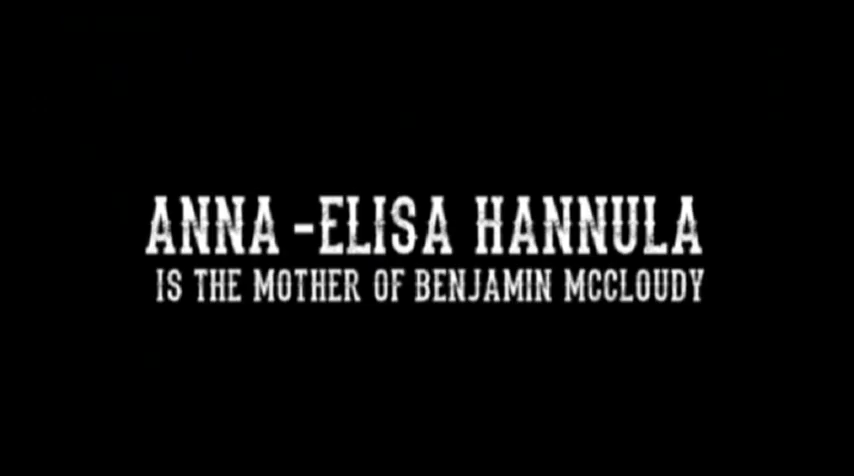 ANNA -ELISA HANNULA
IS THE MOTHER OF BENJAMIN MCCLOUDY